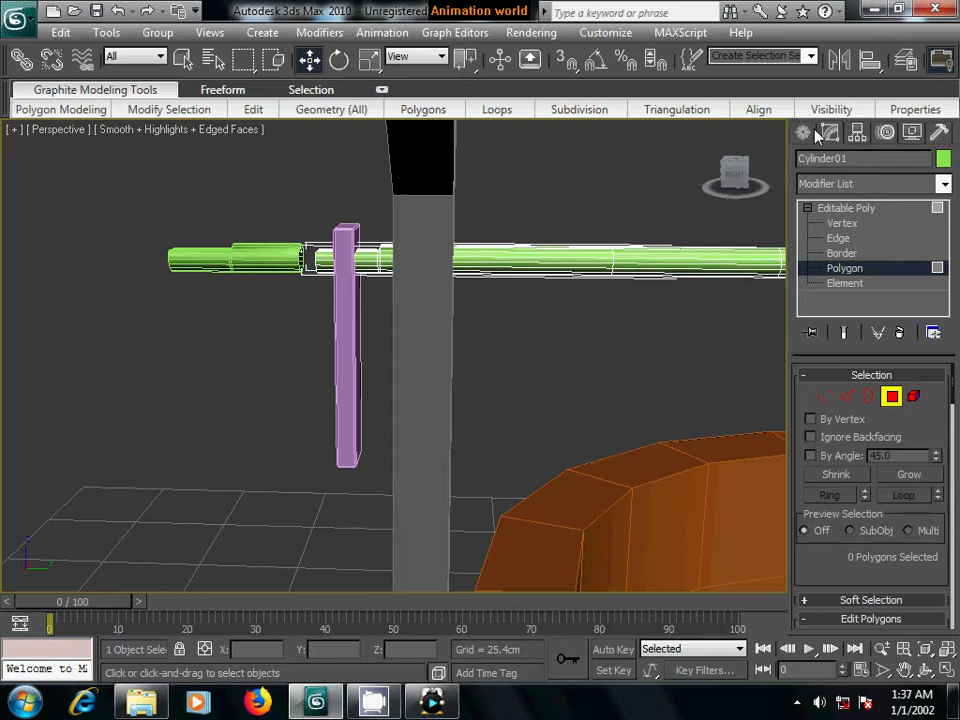 Autodesk 3ds Max 2010 - Unregistered
Animation world
Type a keyword or phrase
Edit Tools Group Views Create Modifiers Animation Graph Editors Rendering Customize MAXScript Help
All View Create Selection Se
Graphite Modeling Tools Freeform Selection
Polygon Modeling Modify Selection Edit Geometry (All) Polygons Loops Subdivision Triangulation Align Visibility Properties
[ + ] [ Perspective ] [ Smooth + Highlights + Edged Faces ]
RIGHT
Cylinder01
Modifier List
Editable Poly
Vertex
Edge
Border
Polygon
Element
- Selection
By Vertex
Ignore Backfacing
By Angle: 45.0
Shrink Grow
Ring Loop
Preview Selection
Off SubObj Multi
0 Polygons Selected
+ Soft Selection
Edit Polygons
z
y
< 0 / 100 >
0 10 20 30 40 50 60 70 80 90 100
1 Object Sele X: Y: Z: Grid = 25.4cm Auto Key Selected
Welcome to M Click or click-and-drag to select objects Add Time Tag Set Key Key Filters... 0
1:37 AM
1/1/2002